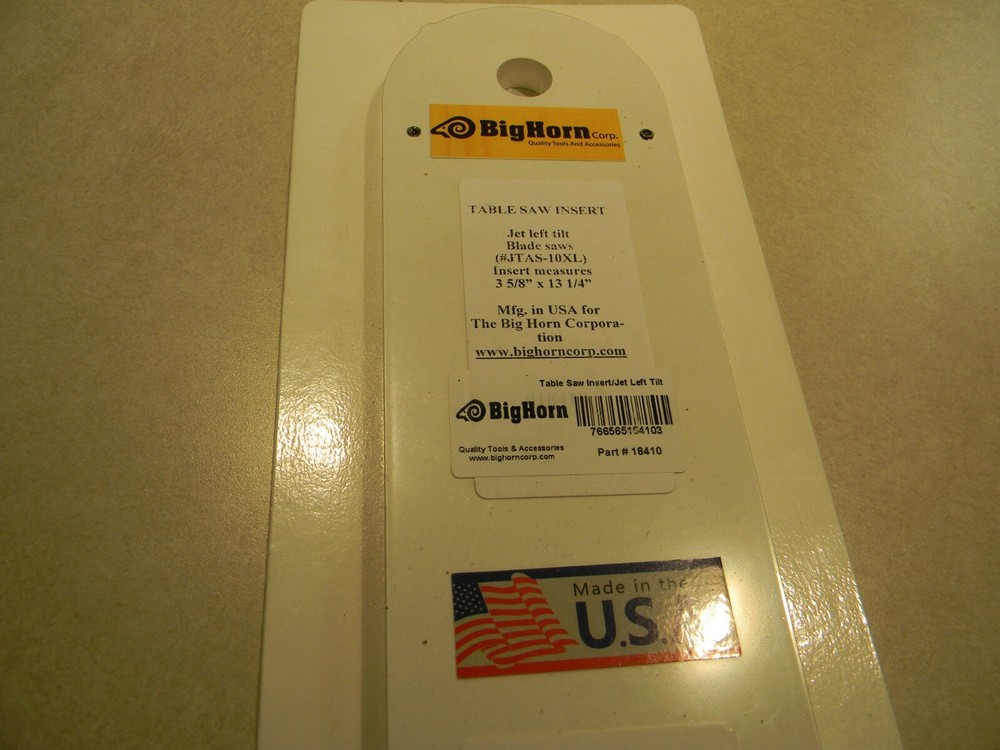 BigHorn Corp.
Quality Tools And Accessories
TABLE SAW INSERT
Jet left tilt
Blade saws
(#JTAS-10XL)
Insert measures
3 5/8” x 13 1/4”
Mfg. in USA for
The Big Horn Corpora-
tion
www.bighorncorp.com
Table Saw Insert/Jet Left Tilt
BigHorn
766565184103
Quality Tools & Accessories
www.bighorncorp.com
Part # 18410
Made in the
U.S.A